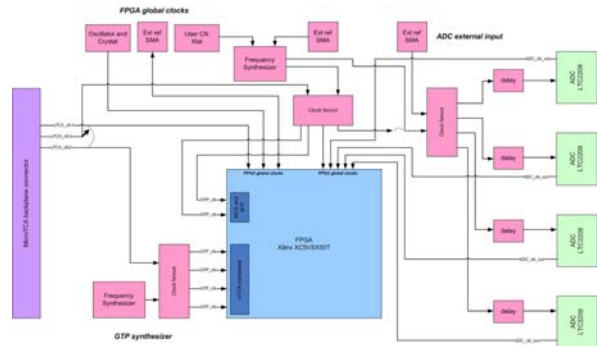 FPGA global clocks
Oscillator and
Crystal
Ext ref
SMA
User Clk
Xtal
Ext ref
SMA
Ext ref
SMA
ADC external input
Frequency
Synthesizer
Clock fanout
Clock fanout
delay
ADC
LTC2209
delay
ADC
LTC2209
delay
ADC
LTC2209
delay
ADC
LTC2209
MicroTCA backplane connector
FPGA global clocks
FPGA global clocks
FPGA
Xilinx XC5VSX50T
Clock fanout
Frequency
Synthesizer
GTP synthesizer